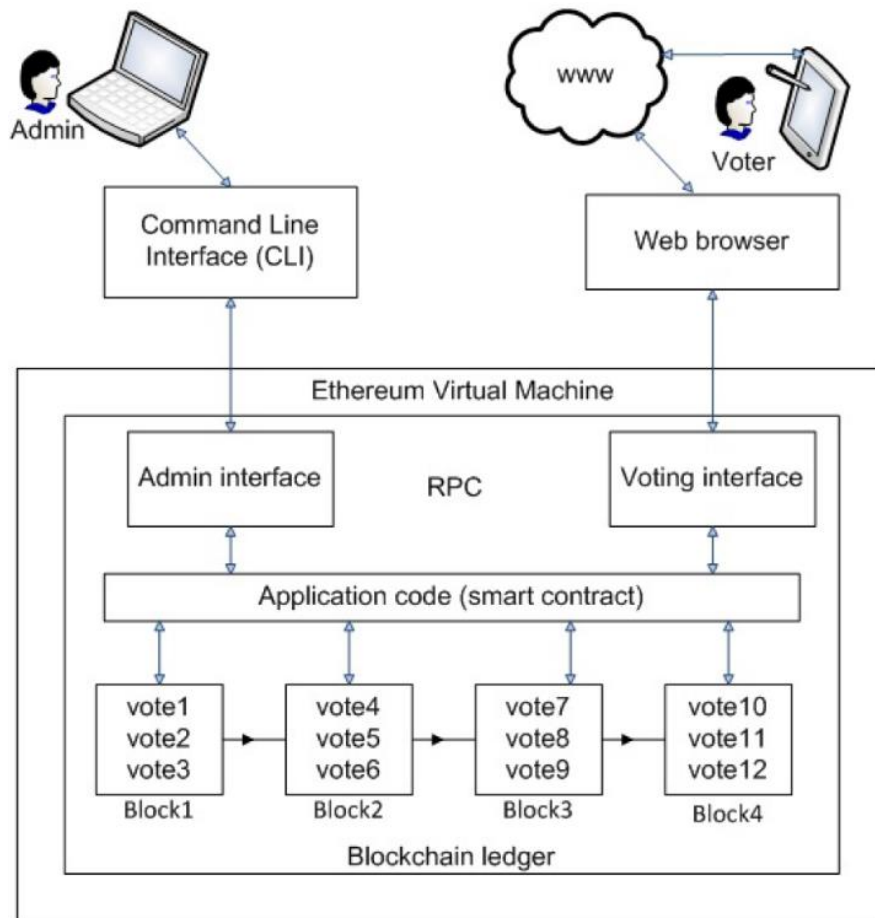 Admin
www
Voter
Command Line
Interface (CLI)
Web browser
Ethereum Virtual Machine
Admin interface
RPC
Voting interface
Application code (smart contract)
vote1
vote2
vote3
Block1
vote4
vote5
vote6
Block2
vote7
vote8
vote9
Block3
vote10
vote11
vote12
Block4
Blockchain ledger